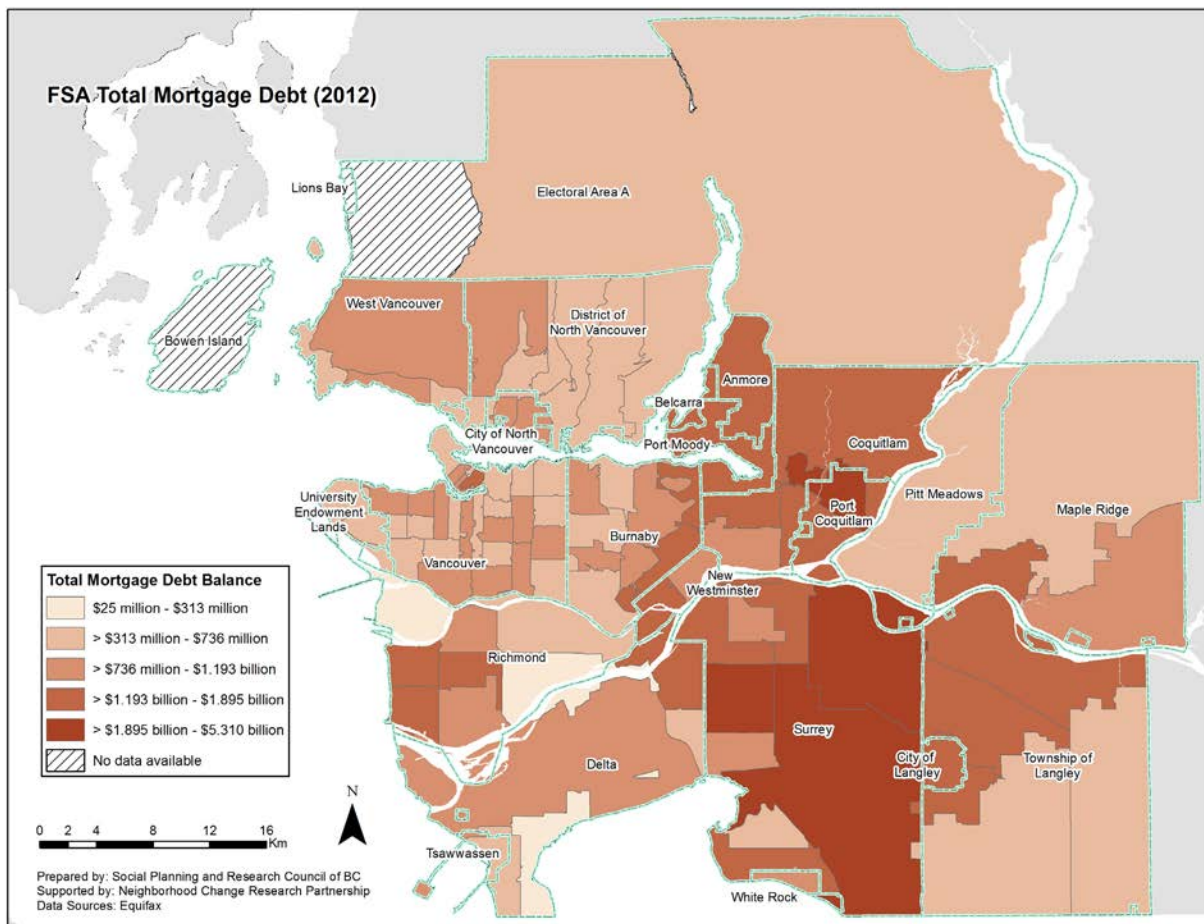 FSA Total Mortgage Debt (2012)
Lions Bay
Electoral Area A
Bowen Island
West Vancouver
District of
North Vancouver
Anmore
Belcarra
City of North
Vancouver
Port Moody
Coquitlam
University
Endowment
Lands
Port
Coquitlam
Pitt Meadows
Maple Ridge
Burnaby
Vancouver
New
Westminster
Richmond
Surrey
City of
Langley
Township of
Langley
Delta
Tsawwassen
White Rock
Total Mortgage Debt Balance
$25 million - $313 million
> $313 million - $736 million
> $736 million - $1.193 billion
> $1.193 billion - $1.895 billion
> $1.895 billion - $5.310 billion
No data available
N
0 2 4 8 12 16
Km
Prepared by: Social Planning and Research Council of BC
Supported by: Neighborhood Change Research Partnership
Data Sources: Equifax